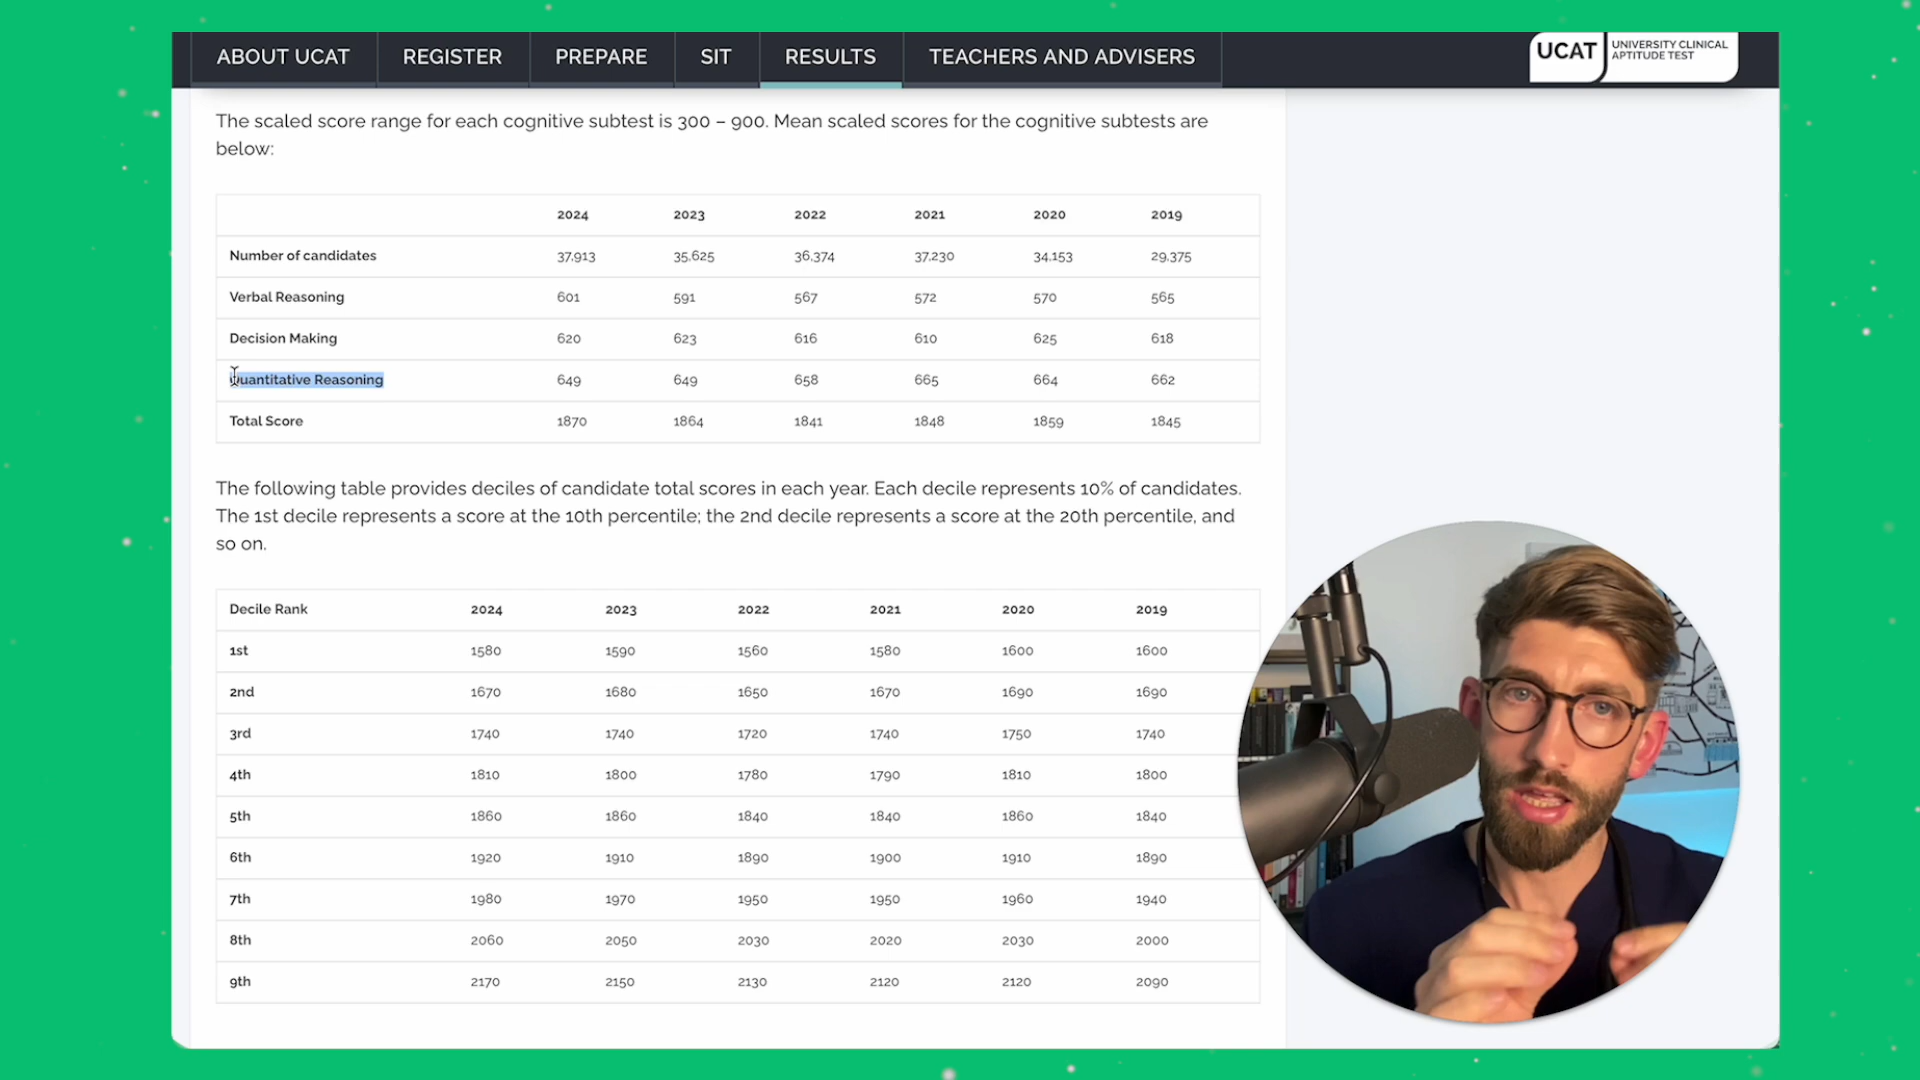 ABOUT UCAT REGISTER PREPARE SIT RESULTS TEACHERS AND ADVISERS
UCAT UNIVERSITY CLINICAL
APTITUDE TEST
The scaled score range for each cognitive subtest is 300 – 900. Mean scaled scores for the cognitive subtests are
below:
2024 2023 2022 2021 2020 2019
Number of candidates 37,913 35,625 36,374 37,230 34,153 29,375
Verbal Reasoning 601 591 567 572 570 565
Decision Making 620 623 616 610 625 618
Quantitative Reasoning 649 649 658 665 664 662
Total Score 1870 1864 1841 1848 1859 1845
The following table provides deciles of candidate total scores in each year. Each decile represents 10% of candidates.
The 1st decile represents a score at the 10th percentile; the 2nd decile represents a score at the 20th percentile, and
so on.
Decile Rank 2024 2023 2022 2021 2020 2019
1st 1580 1590 1560 1580 1600 1600
2nd 1670 1680 1650 1670 1690 1690
3rd 1740 1740 1720 1740 1750 1740
4th 1810 1800 1780 1790 1810 1800
5th 1860 1860 1840 1840 1860 1840
6th 1920 1910 1890 1900 1910 1890
7th 1980 1970 1950 1950 1960 1940
8th 2060 2050 2030 2020 2030 2000
9th 2170 2150 2130 2120 2120 2090